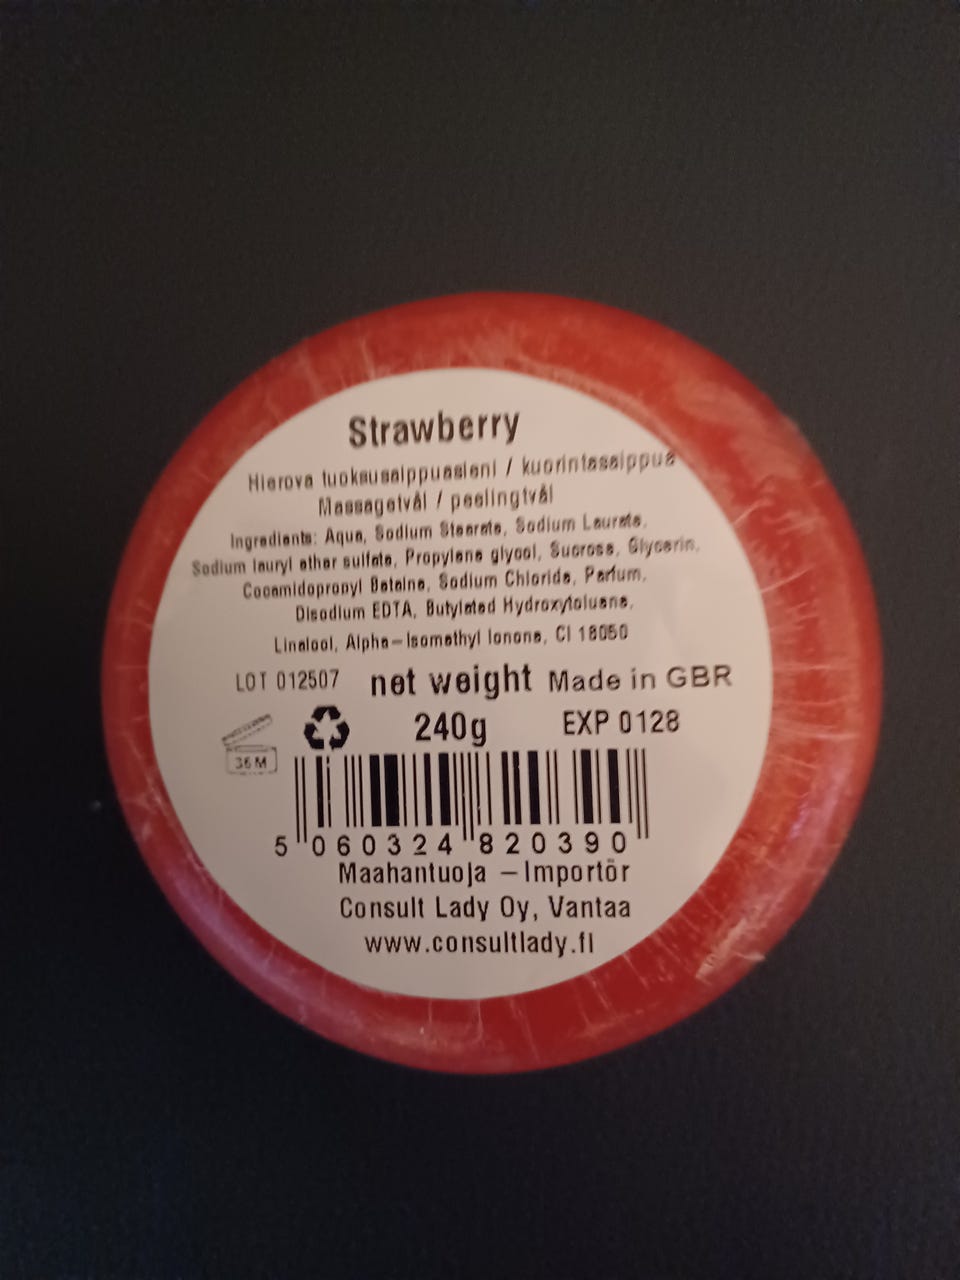 Strawberry
Hierova tuoksusaippuasieni / kuorintasaippua
Massagetvål / peelingtvål
Ingredients: Aqua, Sodium Stearate, Sodium Laurate,
Sodium lauryl ether sulfate, Propylene glycol, Sucrose, Glycerin,
Cocamidopropyl Betaine, Sodium Chloride, Parfum,
Disodium EDTA, Butylated Hydroxytoluene,
Linalool, Alpha-Isomethyl Ionone, CI 18050
LOT 012507 net weight Made in GBR
36 M 240g EXP 0128
5 060324 820390
Maahantuoja - Importör
Consult Lady Oy, Vantaa
www.consultlady.fi